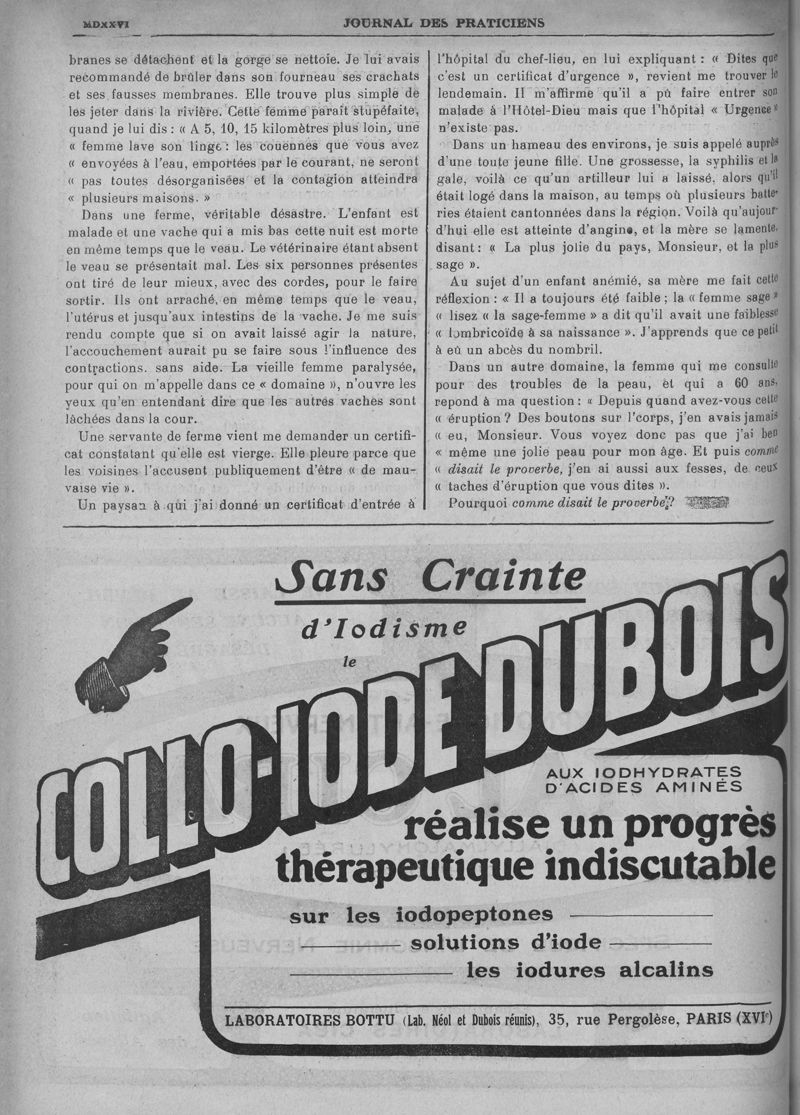 MDXXVI
JOURNAL DES PRATICIENS
branes se détachent et la gorge se nettoie. Je lui avais
recommandé de brûler dans son fourneau ses crachats
et ses fausses membranes. Elle trouve plus simple de
les jeter dans la rivière. Cette femme paraît stupéfaite,
quand je lui dis : « A 5, 10, 15 kilomètres plus loin, une
« femme lave son linge : les couennes que vous avez
« envoyées à l'eau, emportées par le courant, ne seront
« pas toutes désorganisées et la contagion atteindra
« plusieurs maisons. »
Dans une ferme, véritable désastre. L'enfant est
malade et une vache qui a mis bas cette nuit est morte
en même temps que le veau. Le vétérinaire étant absent
le veau se présentait mal. Les six personnes présentes
ont tiré de leur mieux, avec des cordes, pour le faire
sortir. Ils ont arraché, en même temps que le veau,
l'utérus et jusqu'aux intestins de la vache. Je me suis
rendu compte que si on avait laissé agir la nature,
l'accouchement aurait pu se faire sous l'influence des
contractions. sans aide. La vieille femme paralysée,
pour qui on m'appelle dans ce « domaine », n'ouvre les
yeux qu'en entendant dire que les autres vaches sont
lâchées dans la cour.
Une servante de ferme vient me demander un certifi-
cat constatant qu'elle est vierge. Elle pleure parce que
les voisines l'accusent publiquement d'être « de mau-
vaise vie ».
Un paysan à qui j'ai donné un certificat d'entrée à
l'hôpital du chef-lieu, en lui expliquant : « Dites que
c'est un certificat d'urgence », revient me trouver le
lendemain. Il m'affirme qu'il a pû faire entrer son
malade à l'Hôtel-Dieu mais que l'hôpital « Urgence »
n'existe pas.
Dans un hameau des environs, je suis appelé auprès
d'une toute jeune fille. Une grossesse, la syphilis et la
gale, voilà ce qu'un artilleur lui a laissé, alors qu'il
était logé dans la maison, au temps où plusieurs batte-
ries étaient cantonnées dans la région. Voilà qu'aujour-
d'hui elle est atteinte d'angine, et la mère se lamente,
disant : « La plus jolie du pays, Monsieur, et la plus
sage ».
Au sujet d'un enfant anémié, sa mère me fait cette
réflexion : « Il a toujours été faible ; la « femme sage »
« lisez « la sage-femme » a dit qu'il avait une faiblesse
« lombricoïde à sa naissance ». J'apprends que ce petit
à eû un abcès du nombril.
Dans un autre domaine, la femme qui me consulte
pour des troubles de la peau, et qui a 60 ans,
repond à ma question : « Depuis quand avez-vous cette
« éruption ? Des boutons sur l'corps, j'en avais jamais
« eu, Monsieur. Vous voyez donc pas que j'ai ben
« même une jolie peau pour mon âge. Et puis comme
« disait le proverbe, j'en ai aussi aux fesses, de ceux
« taches d'éruption que vous dites ».
Pourquoi comme disait le proverbe ?
Sans Crainte
d'Iodisme
le
COLLO-IODE DUBOIS
AUX IODHYDRATES
D'ACIDES AMINÉS
réalise un progrès
thérapeutique indiscutable
sur les iodopeptones
solutions d'iode
les iodures alcalins
LABORATOIRES BOTTU (Lab. Néol et Dubois réunis), 35, rue Pergolèse, PARIS (XVIe)